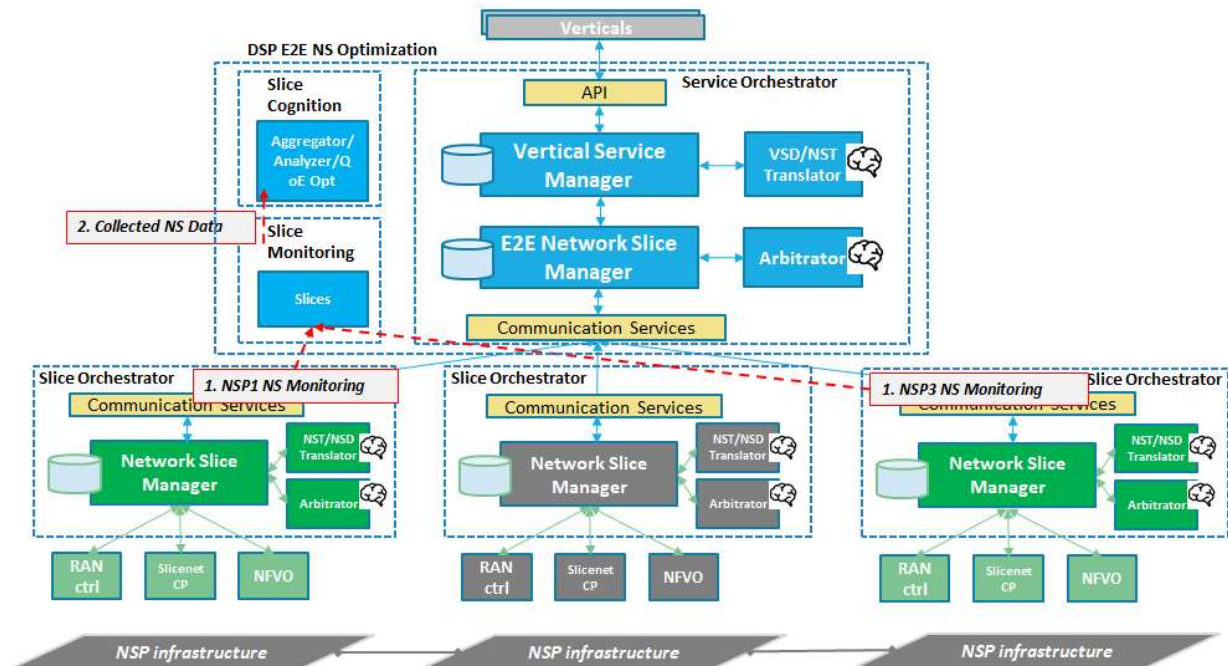 Verticals
DSP E2E NS Optimization
Slice
Cognition
Service Orchestrator
API
Aggregator/
Analyzer/Q
oE Opt
Vertical Service
Manager
VSD/NST
Translator
2. Collected NS Data
Slice
Monitoring
E2E Network Slice
Manager
Arbitrator
Slices
Communication Services
Slice Orchestrator
1. NSP1 NS Monitoring
Communication Services
Network Slice
Manager
NST/NSD
Translator
Arbitrator
RAN
ctrl
Slicenet
CP
NFVO
Slice Orchestrator
Communication Services
Network Slice
Manager
NST/NSD
Translator
Arbitrator
RAN
ctrl
Slicenet
CP
NFVO
1. NSP3 NS Monitoring
Slice Orchestrator
Communication Services
Network Slice
Manager
NST/NSD
Translator
Arbitrator
RAN
ctrl
Slicenet
CP
NFVO
NSP infrastructure
NSP infrastructure
NSP infrastructure